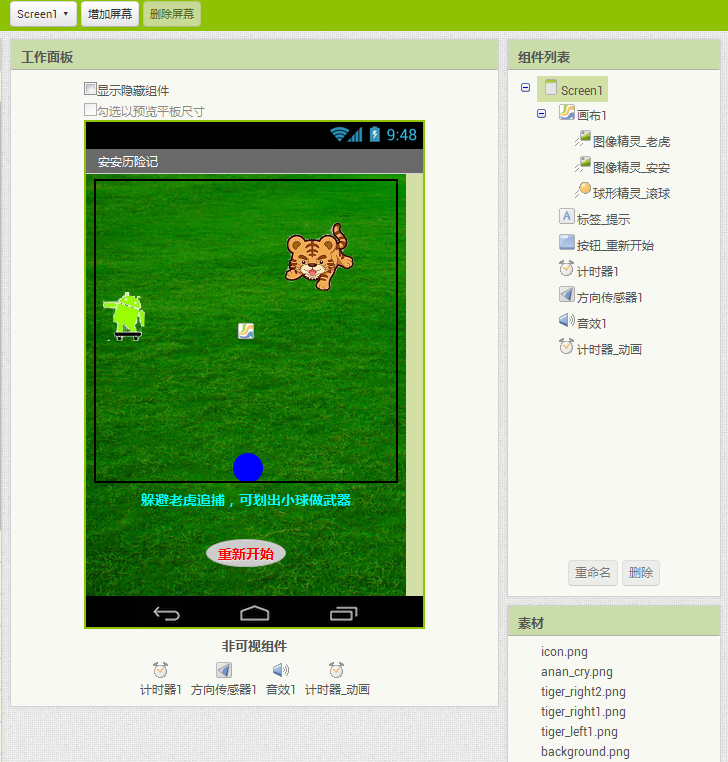 Screen1 增加屏幕 删除屏幕
工作面板
显示隐藏组件
勾选以预览平板尺寸
9:48
安安历险记
躲避老虎追捕，可划出小球做武器
重新开始
非可视组件
计时器1 方向传感器1 音效1 计时器_动画
组件列表
Screen1
画布1
图像精灵_老虎
图像精灵_安安
球形精灵_滚球
A 标签_提示
按钮_重新开始
计时器1
方向传感器1
音效1
计时器_动画
重命名 删除
素材
icon.png
anan_cry.png
tiger_right2.png
tiger_right1.png
tiger_left1.png
background.png